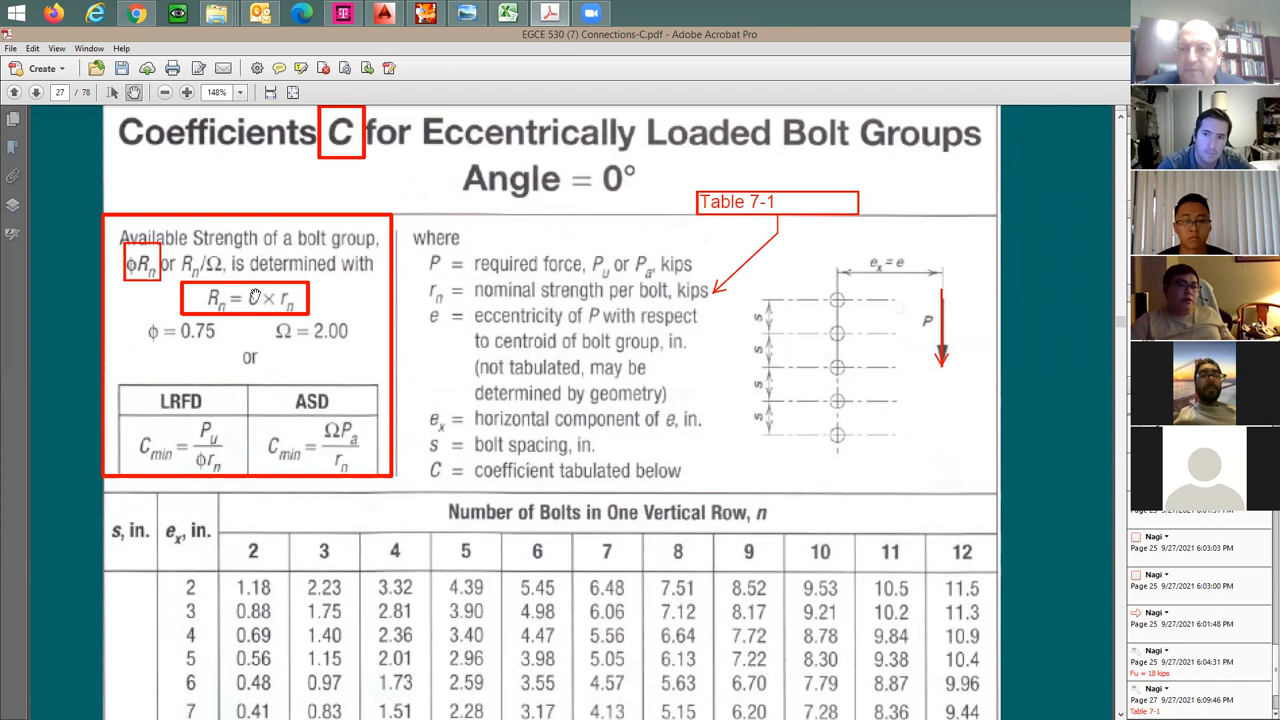 EGCE 530 (7) Connections-C.pdf - Adobe Acrobat Pro
File Edit View Window Help
Create
27 / 78
148%
Coefficients C for Eccentrically Loaded Bolt Groups
Angle = 0°
Table 7-1
Available Strength of a bolt group,
ϕRn or Rn/Ω, is determined with
Rn = C × rn
ϕ = 0.75 Ω = 2.00
or
LRFD ASD
Cmin = Pu / ϕrn Cmin = ΩPa / rn
where
P = required force, Pu or Pa, kips
rn = nominal strength per bolt, kips
e = eccentricity of P with respect
to centroid of bolt group, in.
(not tabulated, may be
determined by geometry)
ex = horizontal component of e, in.
s = bolt spacing, in.
C = coefficient tabulated below
ex = e
P
s
s
s
s
s, in. ex, in. Number of Bolts in One Vertical Row, n
2 3 4 5 6 7 8 9 10 11 12
2 1.18 2.23 3.32 4.39 5.45 6.48 7.51 8.52 9.53 10.5 11.5
3 0.88 1.75 2.81 3.90 4.98 6.06 7.12 8.17 9.21 10.2 11.3
4 0.69 1.40 2.36 3.40 4.47 5.56 6.64 7.72 8.78 9.84 10.9
5 0.56 1.15 2.01 2.96 3.98 5.05 6.13 7.22 8.30 9.38 10.4
6 0.48 0.97 1.73 2.59 3.55 4.57 5.63 6.70 7.79 8.87 9.96
7 0.41 0.83 1.51 2.28 3.17 4.13 5.15 6.20 7.28 8.36 9.44
Nagi
Page 25 9/27/2021 6:03:03 PM
Nagi
Page 25 9/27/2021 6:03:00 PM
Nagi
Page 25 9/27/2021 6:01:48 PM
Nagi
Page 25 9/27/2021 6:04:31 PM
Fu = 18 kips
Nagi
Page 27 9/27/2021 6:09:46 PM
Table 7-1